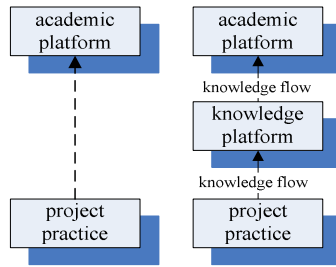 academic
platform
project
practice
academic
platform
knowledge flow
knowledge
platform
knowledge flow
project
practice